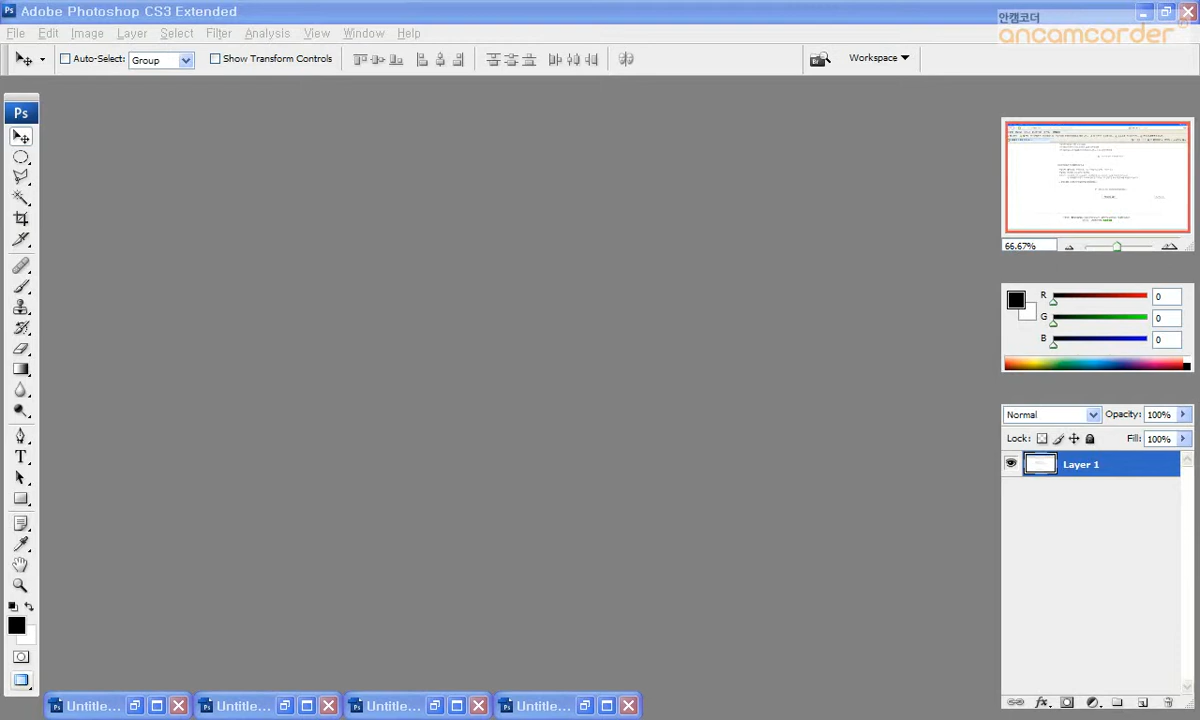 Adobe Photoshop CS3 Extended
안캠코더
ancamcorder®
File Edit Image Layer Select Filter Analysis View Window Help
Auto-Select: Group Show Transform Controls Workspace
Ps
66.67%
R 0
G 0
B 0
Normal Opacity: 100%
Lock: Fill: 100%
Layer 1
Untitle... Untitle... Untitle... Untitle...